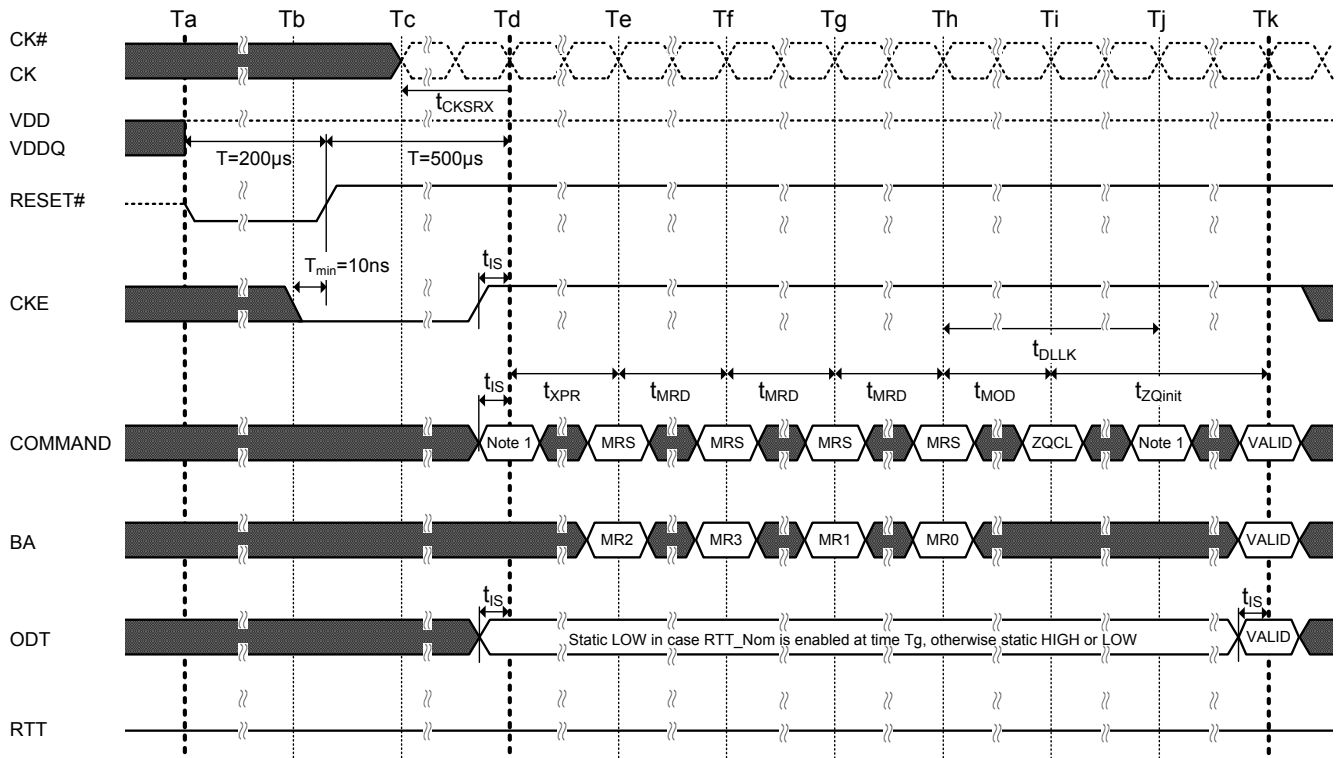 Ta Tb Tc Td Te Tf Tg Th Ti Tj Tk
CK#
CK
tCKSRX
VDD
VDDQ
T=200µs T=500µs
RESET#
Tmin=10ns
tIS
CKE
tDLLK
tIS tXPR tMRD tMRD tMRD tMOD tZQinit
COMMAND Note 1 MRS MRS MRS MRS ZQCL Note 1 VALID
BA MR2 MR3 MR1 MR0 VALID
tIS tIS
ODT Static LOW in case RTT_Nom is enabled at time Tg, otherwise static HIGH or LOW VALID
RTT